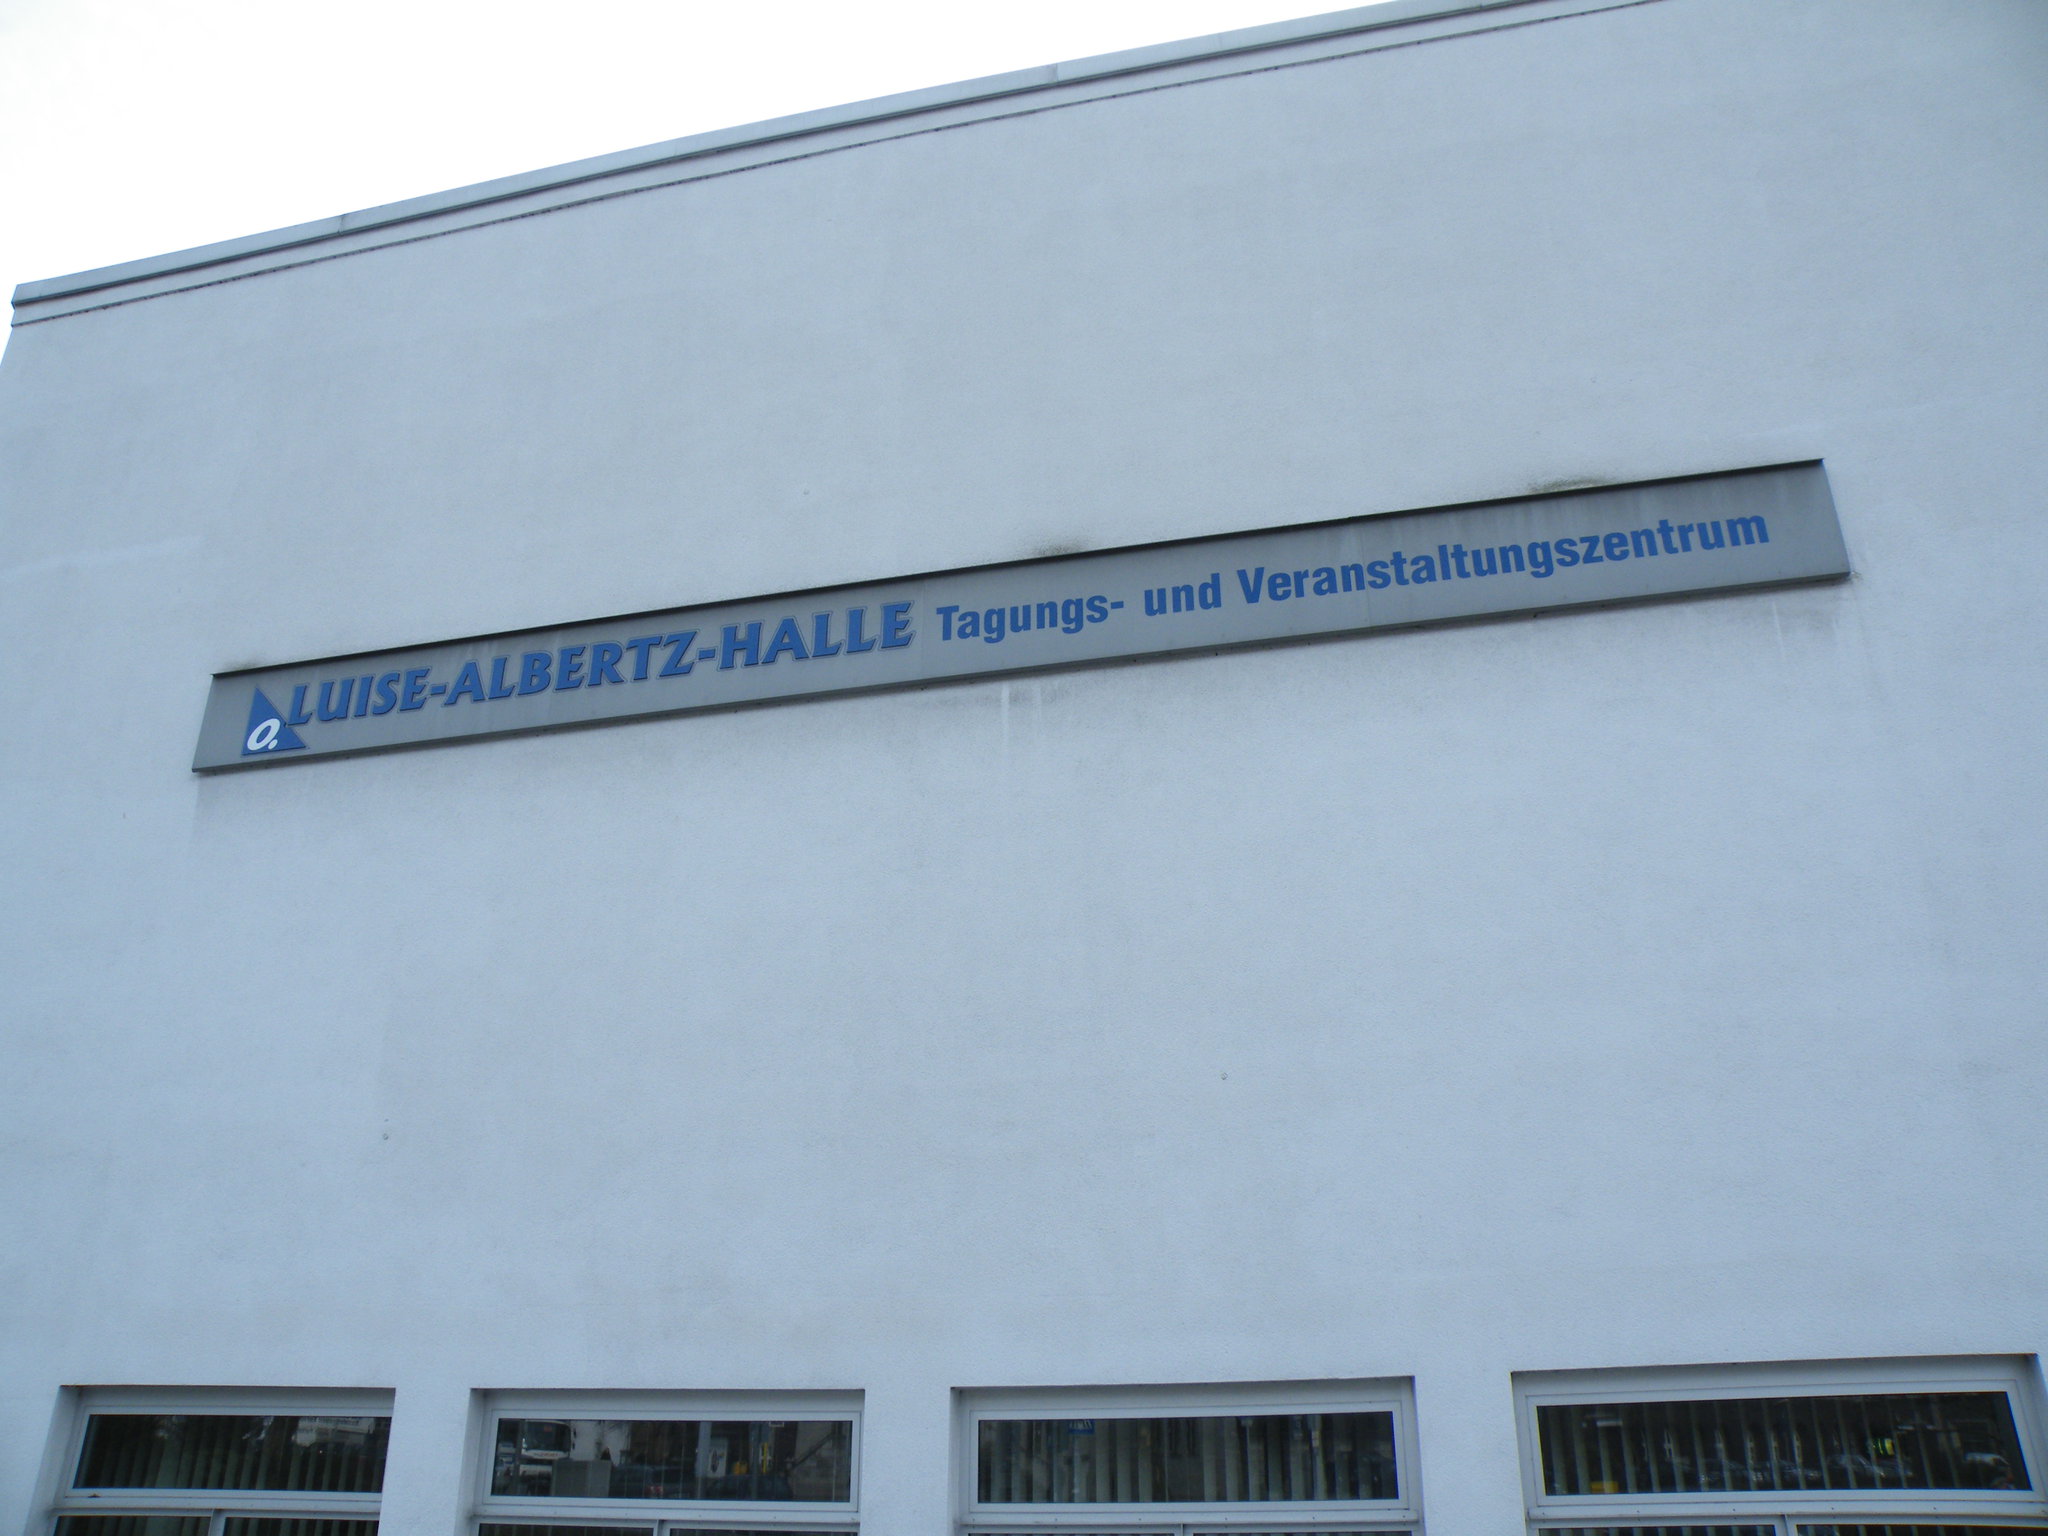 O. LUISE-ALBERTZ-HALLE Tagungs- und Veranstaltungszentrum